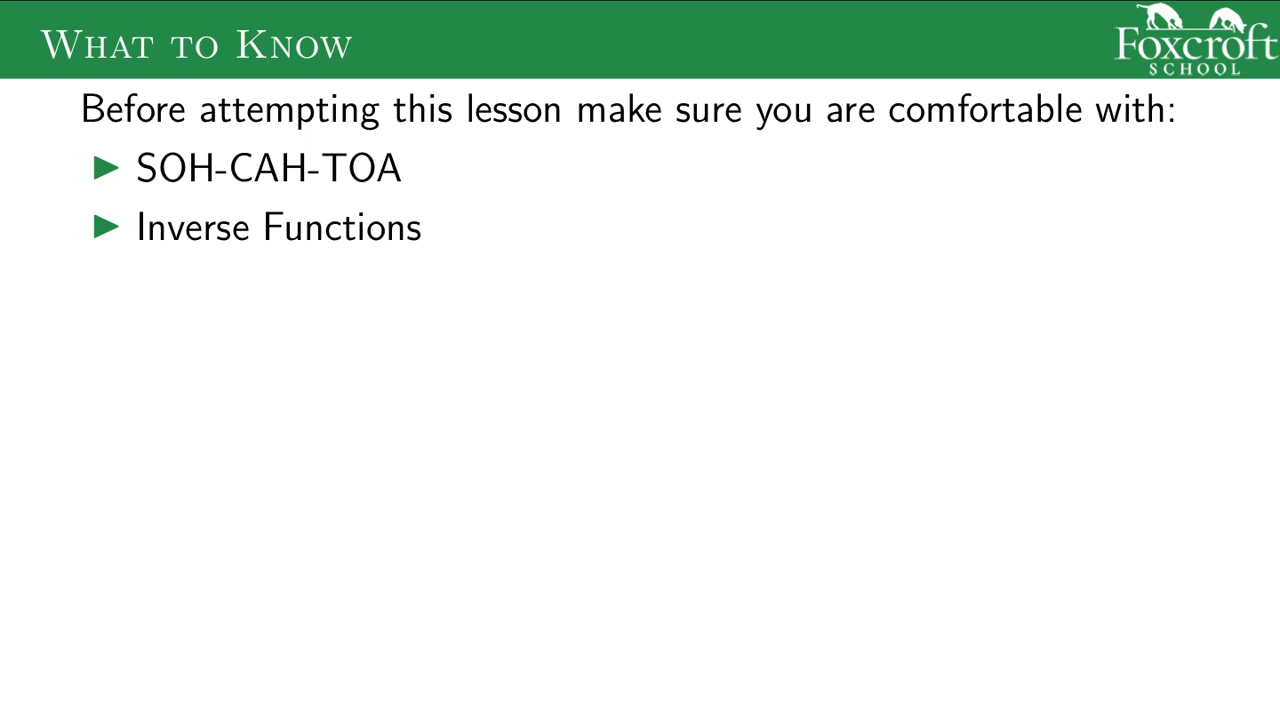 What to Know
Foxcroft
SCHOOL
Before attempting this lesson make sure you are comfortable with:
SOH-CAH-TOA
Inverse Functions